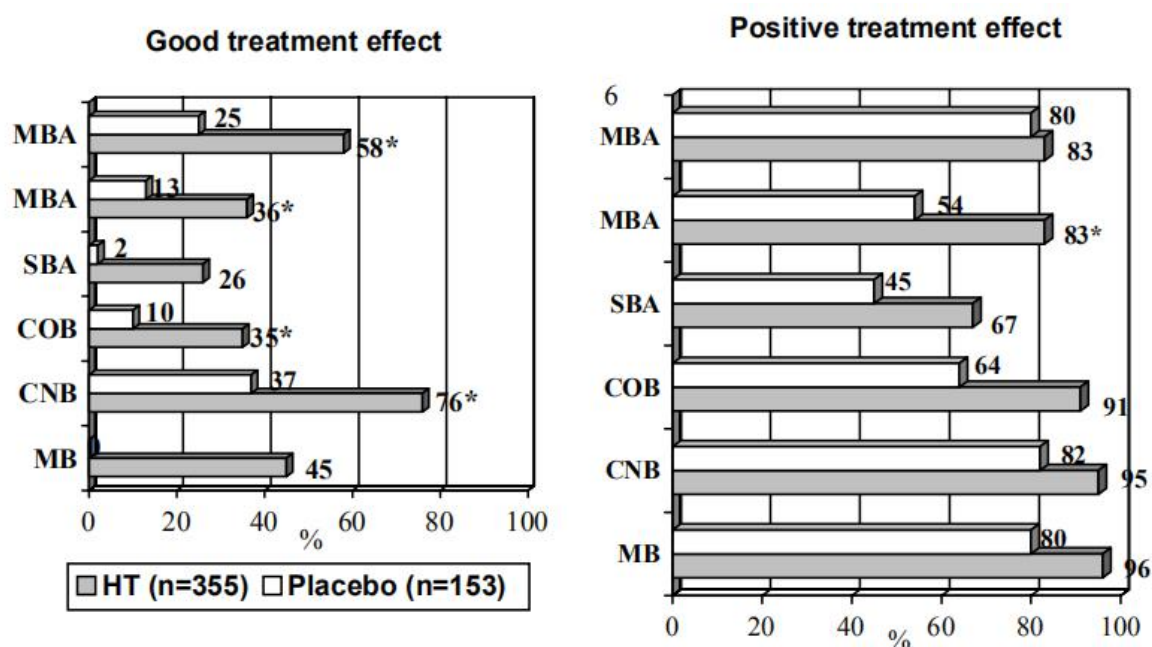 Good treatment effect
MBA
25
58*
MBA
13
36*
SBA
2
26
COB
10
35*
CNB
37
76*
MB
0
45
0 20 40 60 80 100
%
HT (n=355) Placebo (n=153)
Positive treatment effect
6
MBA
80
83
MBA
54
83*
SBA
45
67
COB
64
91
CNB
82
95
MB
80
96
0 20 40 60 80 100
%